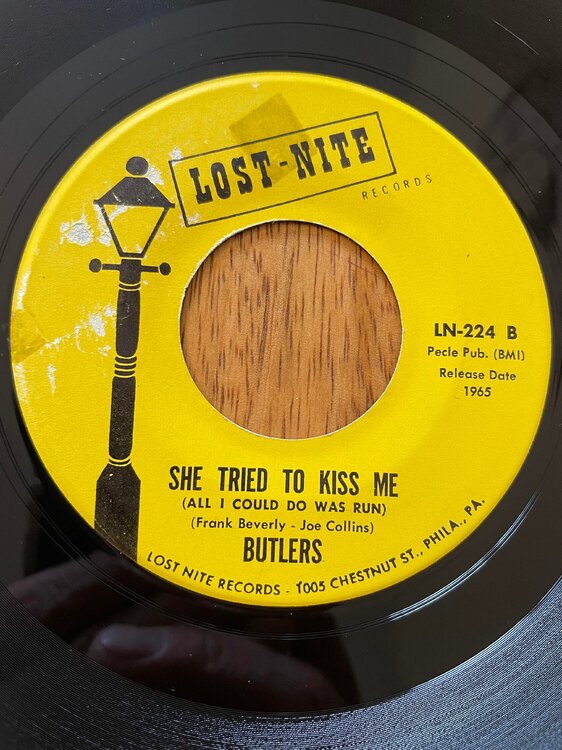 LOST-NITE
RECORDS
LN-224 B
Pecle Pub. (BMI)
Release Date
1965
SHE TRIED TO KISS ME
(ALL I COULD DO WAS RUN)
(Frank Beverly - Joe Collins)
BUTLERS
LOST NITE RECORDS - 1005 CHESTNUT ST., PHILA., PA.